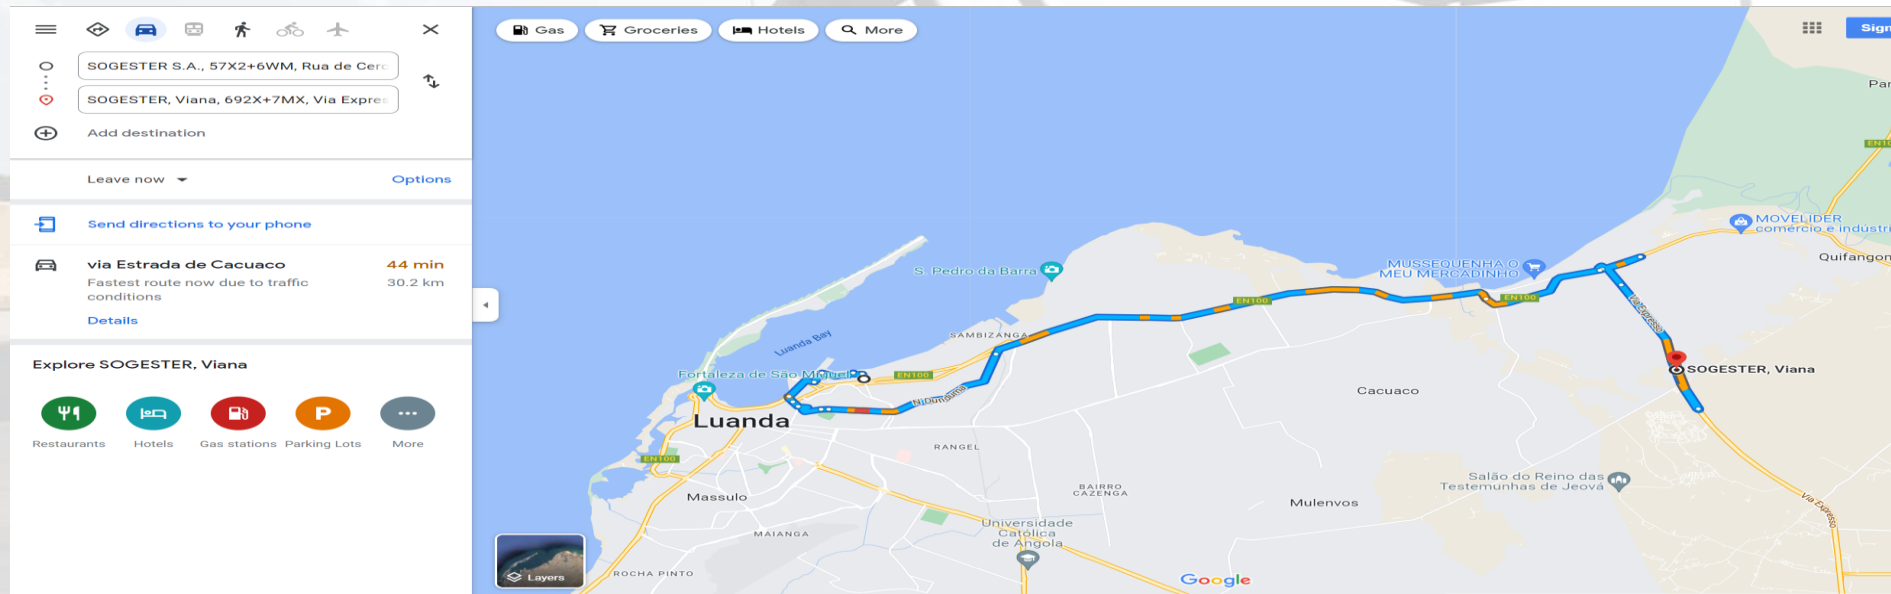 SOGESTER S.A., 57X2+6WM, Rua de Cerc
SOGESTER, Viana, 692X+7MX, Via Expres
Add destination
Leave now
Options
Send directions to your phone
via Estrada de Cacuaco
44 min
Fastest route now due to traffic
30.2 km
conditions
Details
Explore SOGESTER, Viana
P
Restaurants
Hotels
Gas stations
Parking Lots
More
Gas
Groceries
Hotels
More
Sign
Par
EN10
MOVELIDER
comércio e indústri
Quifangon
S. Pedro da Barra
MUSSEQUENHA O
MEU MERCADINHO
EN100
EN100
Via Expresso
SAMBIZANGA
Luanda Bay
Fortaleza de São Miguel
EN100
SOGESTER, Viana
Cacuaco
Luanda
RANGEL
EN100
BAIRRO
CAZENGA
Salão do Reino das
Testemunhas de Jeová
Massulo
Mulenvos
Via Expresso
Universidade
Católica
de Angola
MAIANGA
ROCHA PINTO
Layers
Google